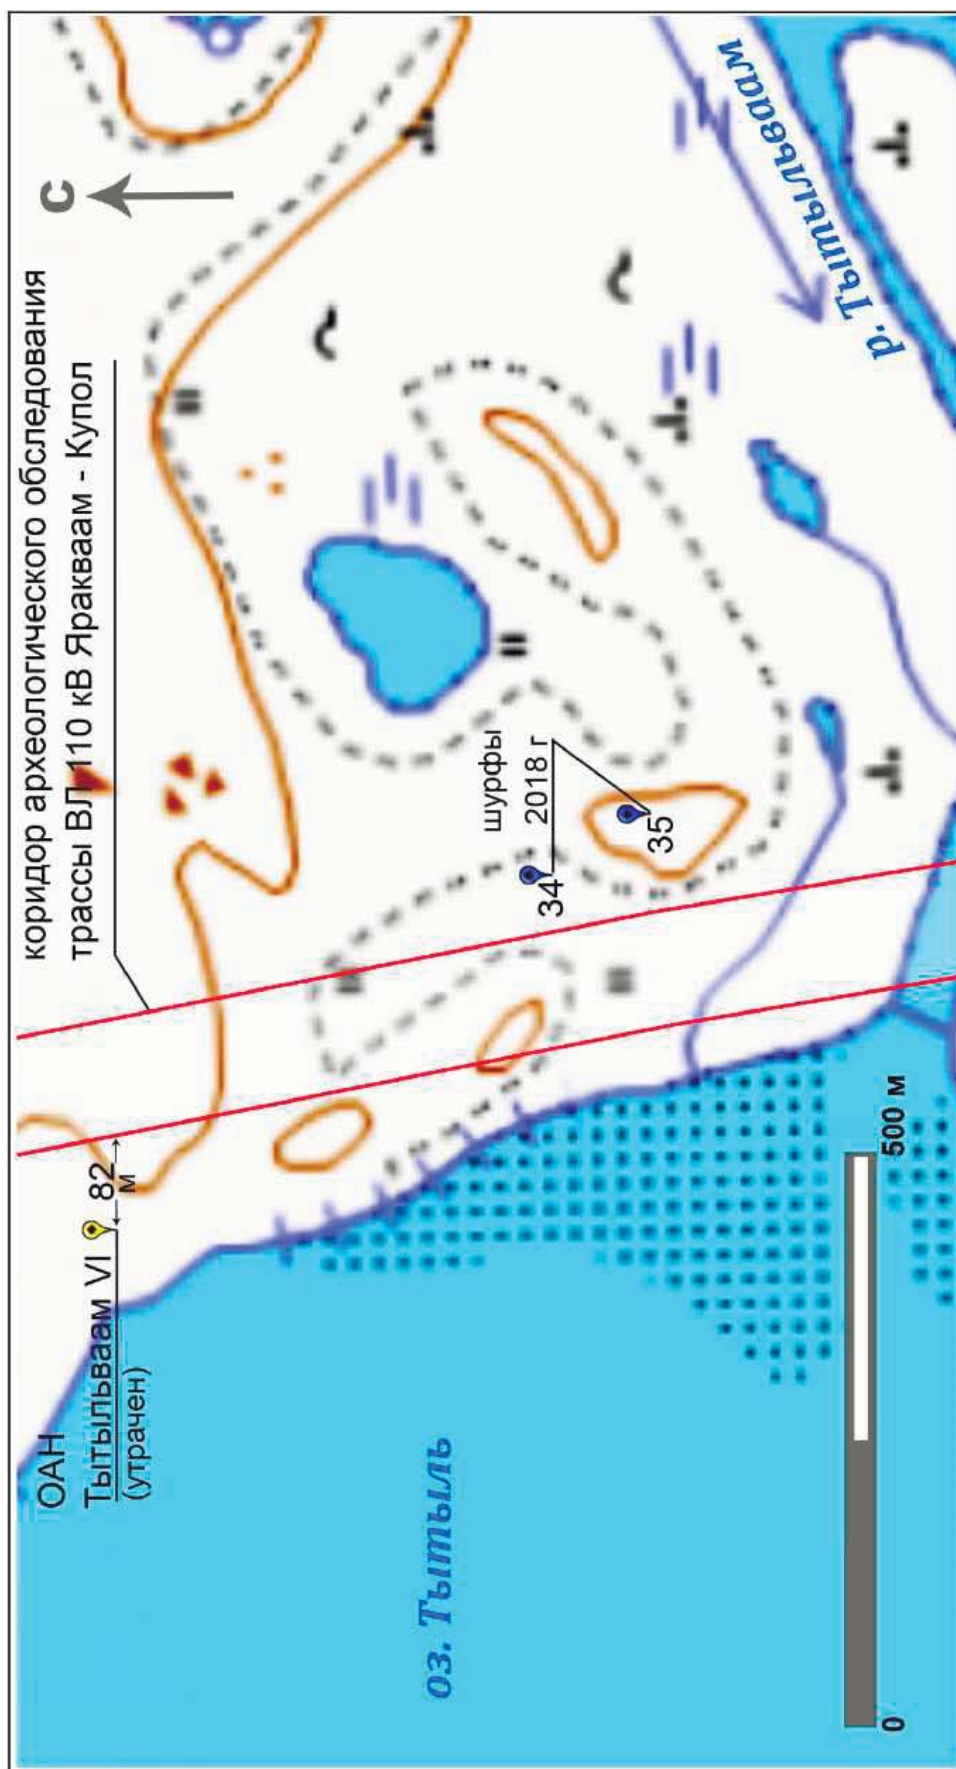 коридор археологического обследования
трассы ВЛ 110 кВ Яракваам - Купол
С
ОАН
Тытыльваам VI
(утрачен)
82
м
шурфы
2018 г
34
35
р. Тытыльваам
оз. Тытыль
0
500 м